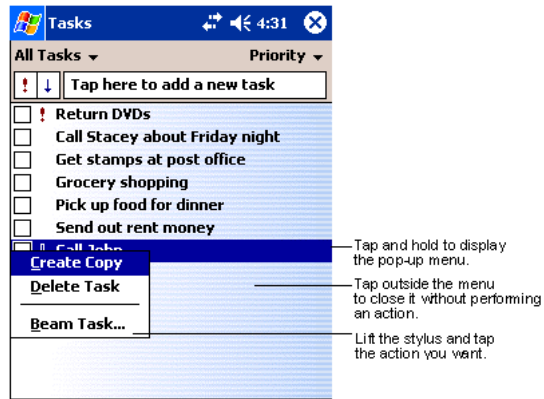 Tasks 4:31
All Tasks Priority
Tap here to add a new task
Return DVDs
Call Stacey about Friday night
Get stamps at post office
Grocery shopping
Pick up food for dinner
Send out rent money
Call John
Create Copy
Delete Task
Beam Task...
Tap and hold to display
the pop-up menu.
Tap outside the menu
to close it without performing
an action.
Lift the stylus and tap
the action you want.